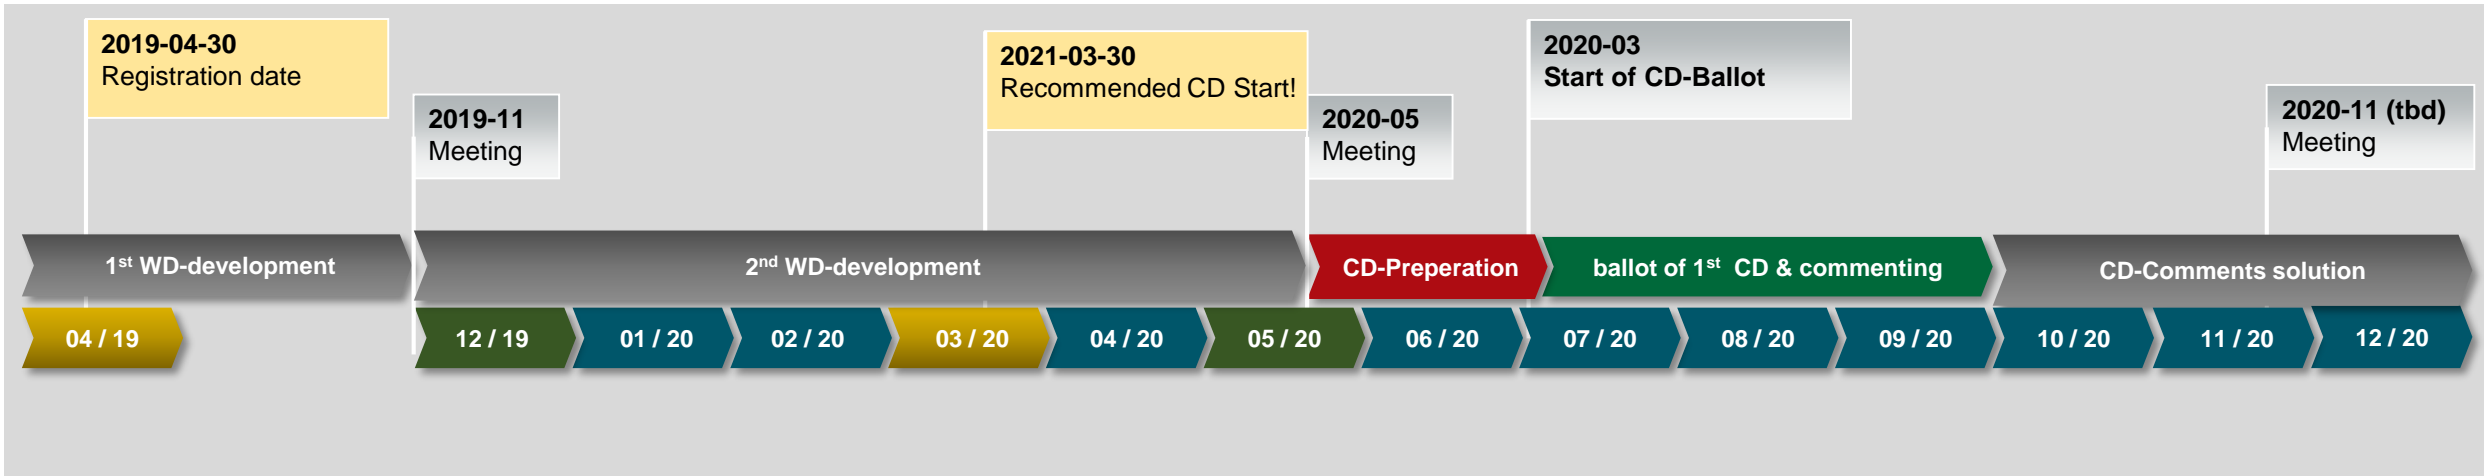 2019-04-30
Registration date
2019-11
Meeting
2021-03-30
Recommended CD Start!
2020-05
Meeting
2020-03
Start of CD-Ballot
2020-11 (tbd)
Meeting
1st WD-development
2nd WD-development
CD-Preperation
ballot of 1st CD & commenting
CD-Comments solution
04 / 19
12 / 19
01 / 20
02 / 20
03 / 20
04 / 20
05 / 20
06 / 20
07 / 20
08 / 20
09 / 20
10 / 20
11 / 20
12 / 20